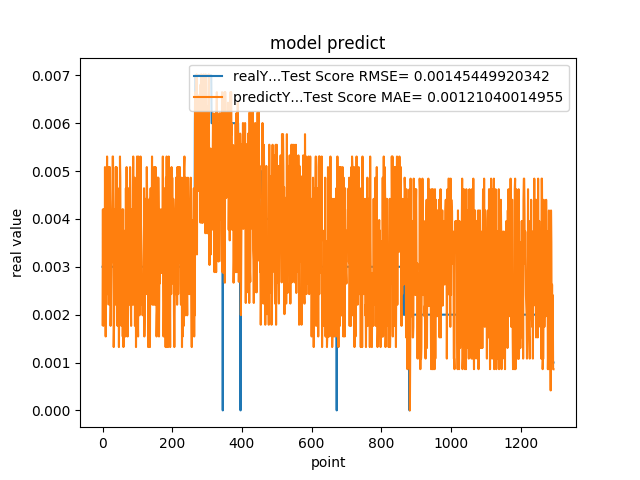 model predict
realY...Test Score RMSE= 0.00145449920342
predictY...Test Score MAE= 0.00121040014955
0.007
0.006
0.005
0.004
0.003
0.002
0.001
0.000
real value
0 200 400 600 800 1000 1200
point